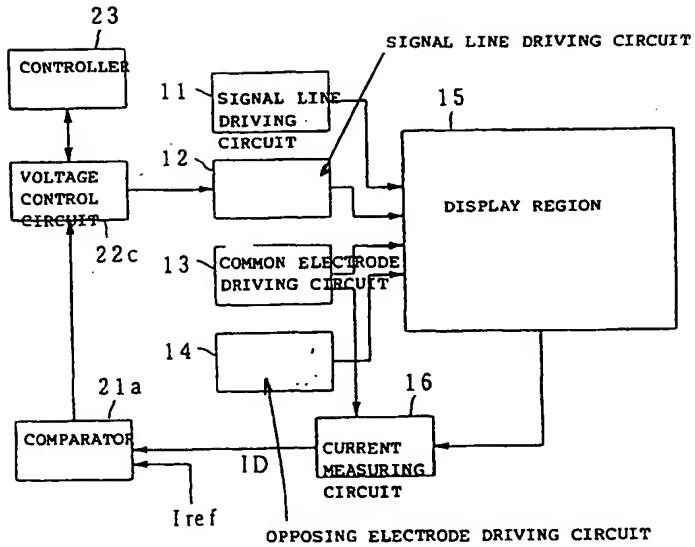 23
SIGNAL LINE DRIVING CIRCUIT
CONTROLLER
11
SIGNAL LINE
DRIVING
CIRCUIT
15
12
VOLTAGE
CONTROL
CIRCUIT
22c
DISPLAY REGION
13
COMMON ELECTRODE
DRIVING CIRCUIT
14
16
21a
COMPARATOR
ID
CURRENT
MEASURING
CIRCUIT
Iref
OPPOSING ELECTRODE DRIVING CIRCUIT